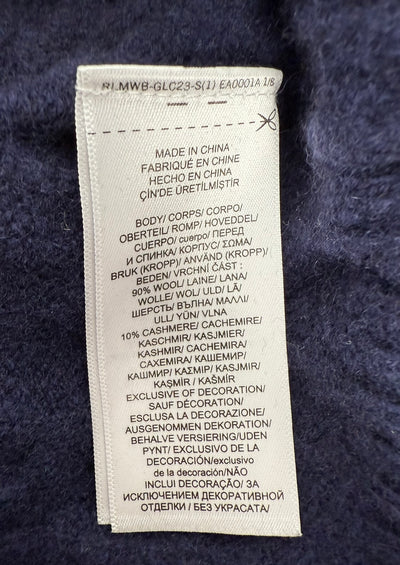 RLMWB-GLC23-S(1) EA0001A 1/8
MADE IN CHINA
FABRIQUÉ EN CHINE
HECHO EN CHINA
ÇİN'DE ÜRETİLMİŞTİR
BODY/ CORPS/ CORPO/
OBERTEIL/ ROMP/ HOVEDDEL/
CUERPO/ cuerpo/ ПЕРЕД
И СПИНКА/ КОРПУС/ ΣΩΜΑ/
BRUK (KROPP)/ ANVÄND (KROPP)/
BEDEN/ VRCHNÍ ČÁST :
90% WOOL/ LAINE/ LANA/
WOLLE/ WOL/ ULD/ LÃ/
ШЕРСТЬ/ ВЪЛНА/ ΜΑΛΛΙ/
ULL/ YÜN/ VLNA
10% CASHMERE/ CACHEMIRE/
KASCHMIR/ KASJMIER/
KASHMIR/ CACHEMIRA/
CAXEMIRA/ КАШЕМИР/
КАШМИР/ ΚΑΣΜΙΡ/ KASJMIR/
KAŞMİR / KAŠMÍR
EXCLUSIVE OF DECORATION/
SAUF DÉCORATION/
ESCLUSA LA DECORAZIONE/
AUSGENOMMEN DEKORATION/
BEHALVE VERSIERING/UDEN
PYNT/ EXCLUSIVO DE LA
DECORACIÓN/exclusivo
de la decoración/NÃO
INCLUI DECORAÇÃO/ ЗА
ИСКЛЮЧЕНИЕМ ДЕКОРАТИВНОЙ
ОТДЕЛКИ / БЕЗ УКРАСАТА/